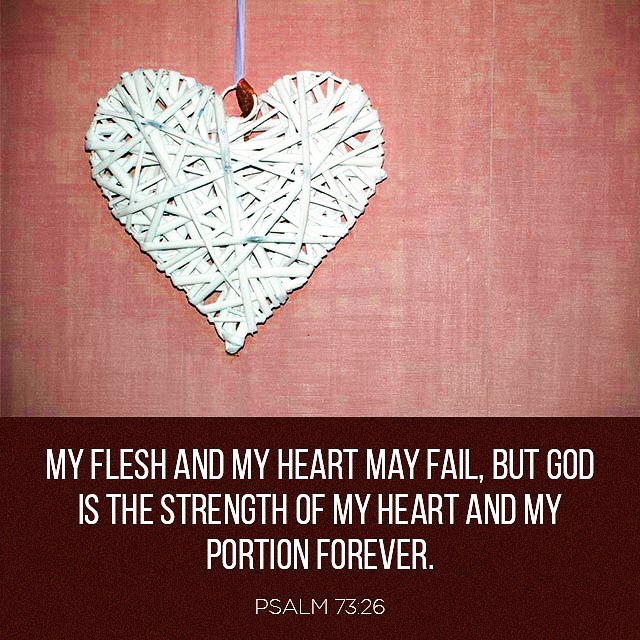 MY FLESH AND MY HEART MAY FAIL, BUT GOD
IS THE STRENGTH OF MY HEART AND MY
PORTION FOREVER.
PSALM 73:26